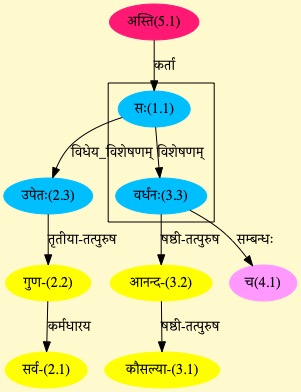 अस्ति(5.1)
कर्ता
सः(1.1)
विधेय_विशेषणम् विशेषणम्
उपेतः(2.3) वर्धनः(3.3)
तृतीया-तत्पुरुष षष्ठी-तत्पुरुष सम्बन्धः
गुण-(2.2) आनन्द-(3.2) च(4.1)
कर्मधारय षष्ठी-तत्पुरुष
सर्व-(2.1) कौसल्या-(3.1)